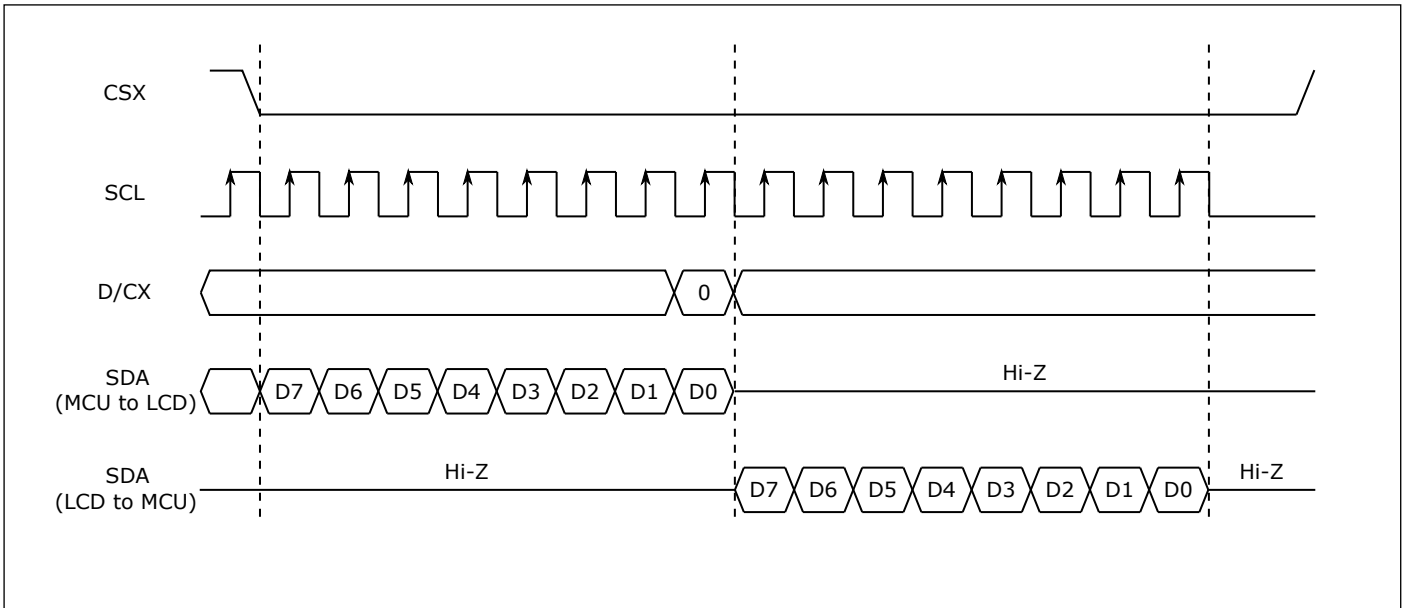 CSX
SCL
D/CX
0
SDA
(MCU to LCD)
D7 D6 D5 D4 D3 D2 D1 D0
Hi-Z
SDA
(LCD to MCU)
Hi-Z
D7 D6 D5 D4 D3 D2 D1 D0
Hi-Z